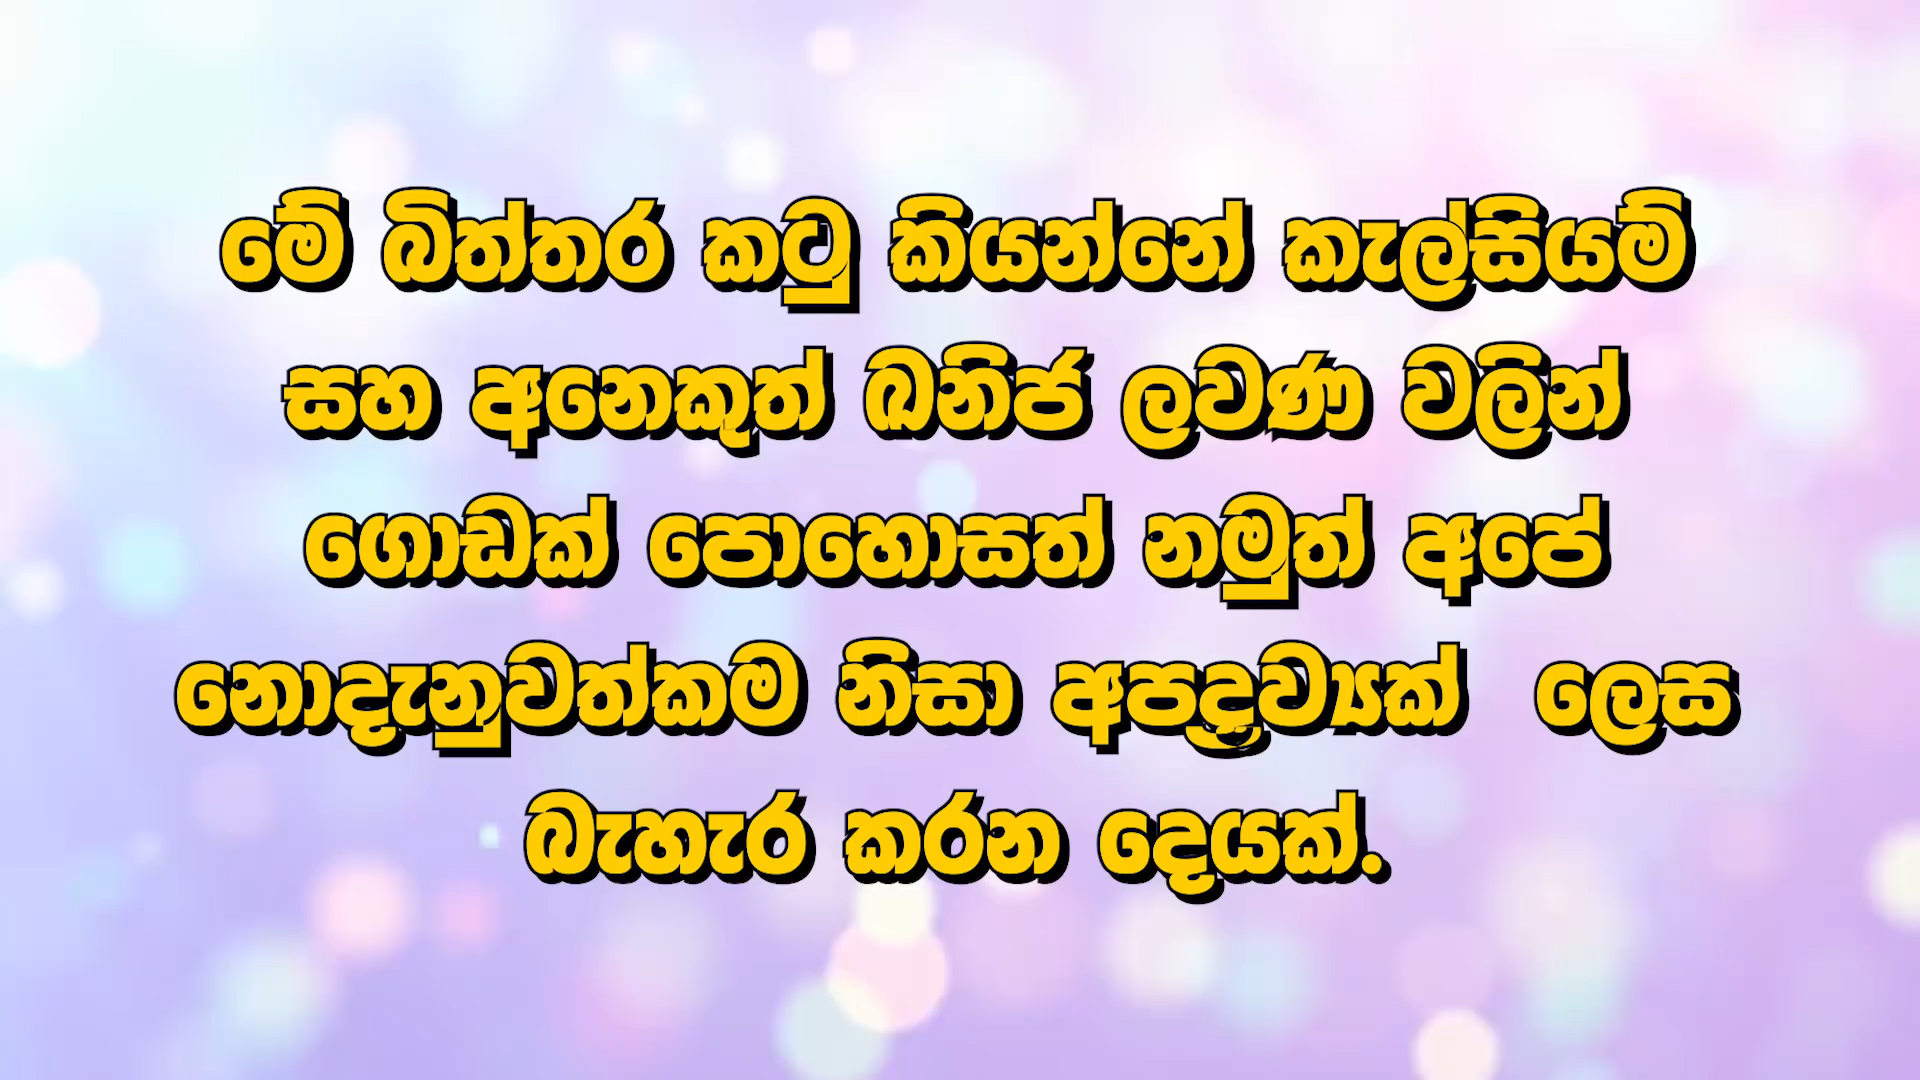 මේ බිත්තර කටු කියන්නේ කැල්සියම්
සහ අනෙකුත් ඛනිජ ලවණ වලින්
ගොඩක් පොහොසත් නමුත් අපේ
නොදැනුවත්කම නිසා අපද්‍රව්‍යක්  ලෙස
බැහැර කරන දෙයක්.